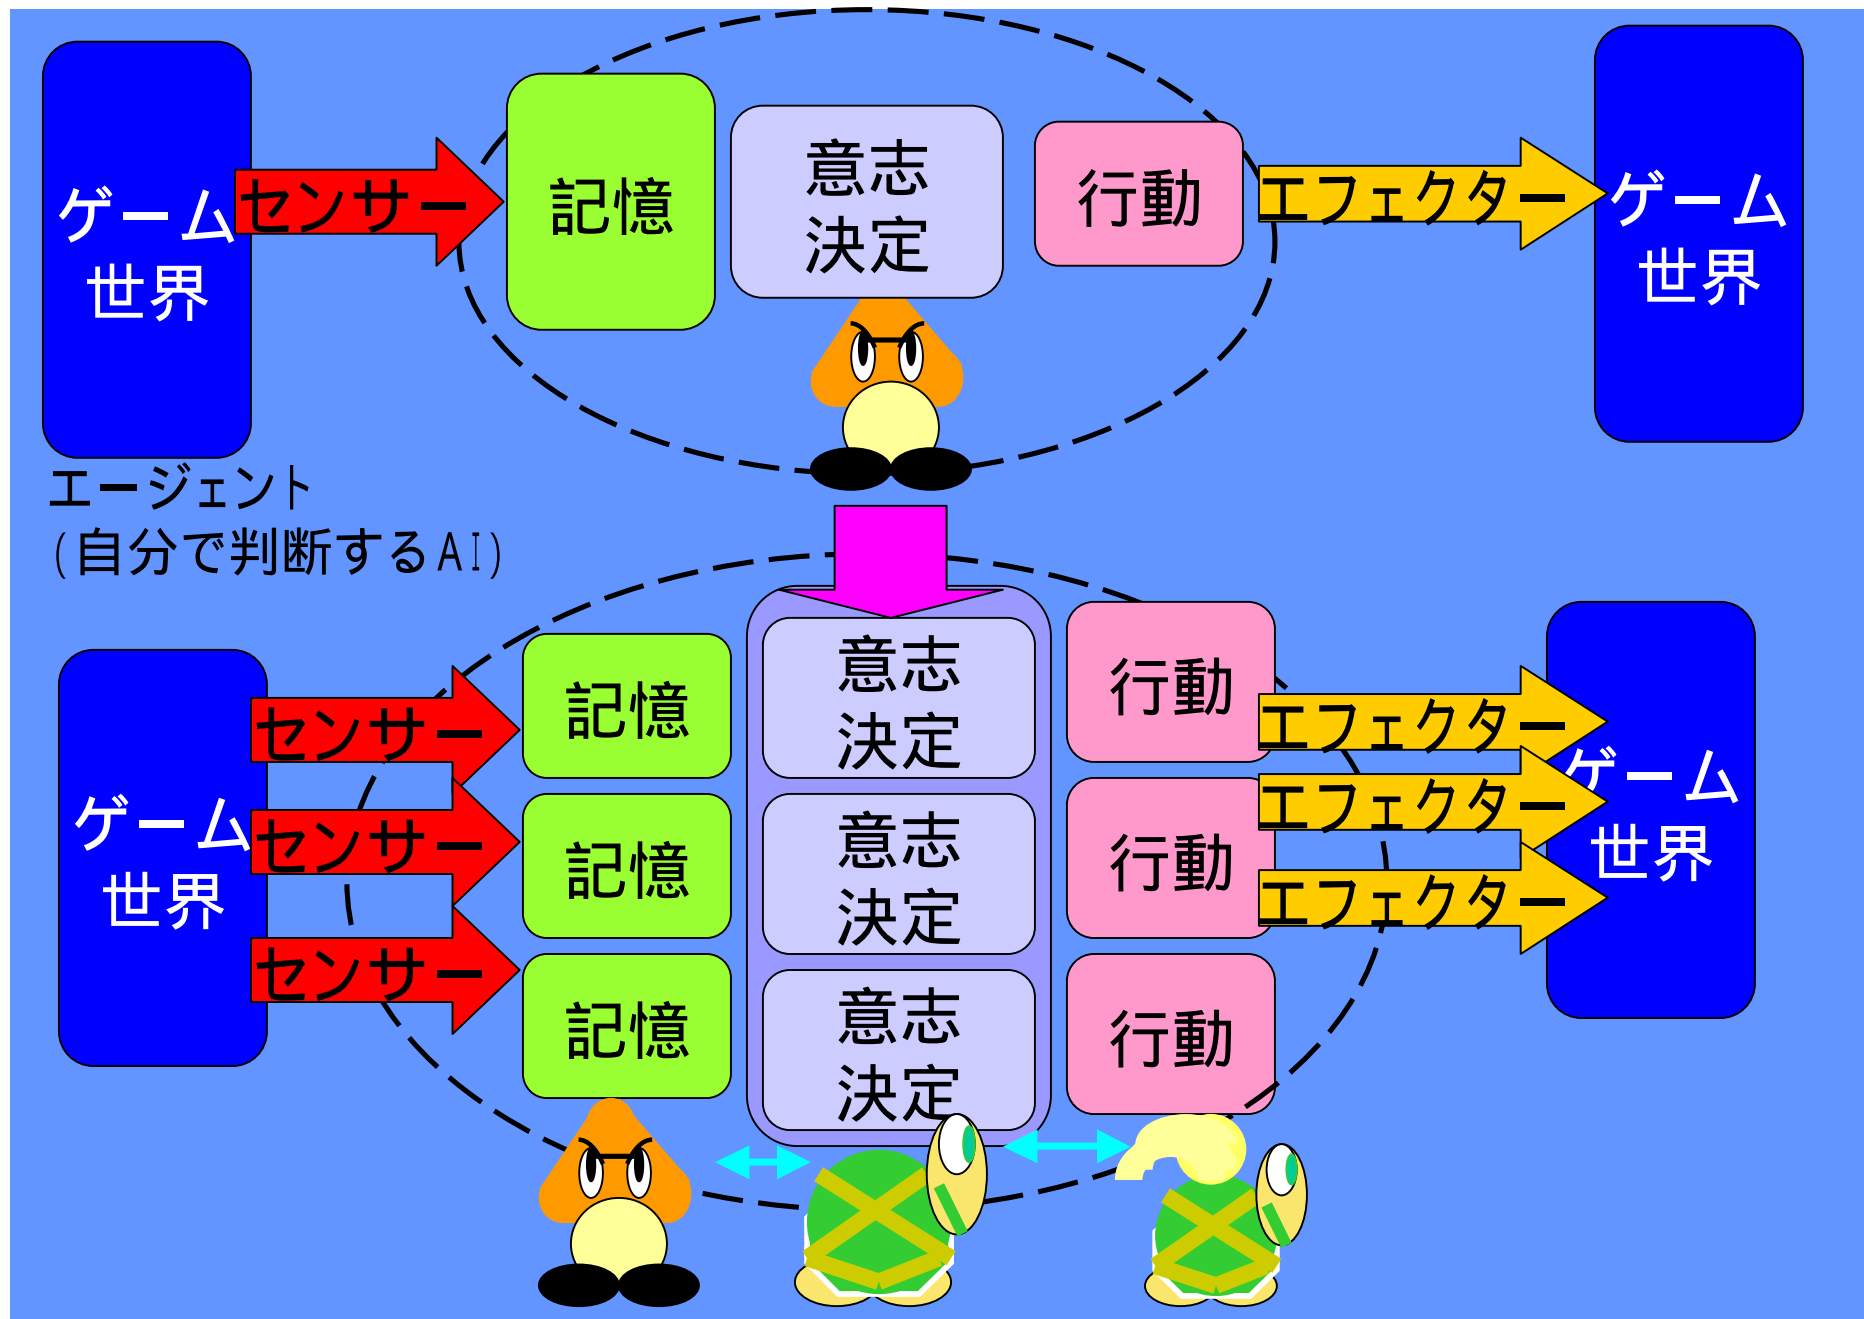 ゲーム
世界
センサー
記憶
意志
決定
行動
エフェクター
ゲーム
世界
エージェント
(自分で判断するAI)
ゲーム
世界
センサー
センサー
センサー
記憶
記憶
記憶
意志
決定
意志
決定
意志
決定
行動
行動
行動
エフェクター
エフェクター
エフェクター
ゲーム
世界